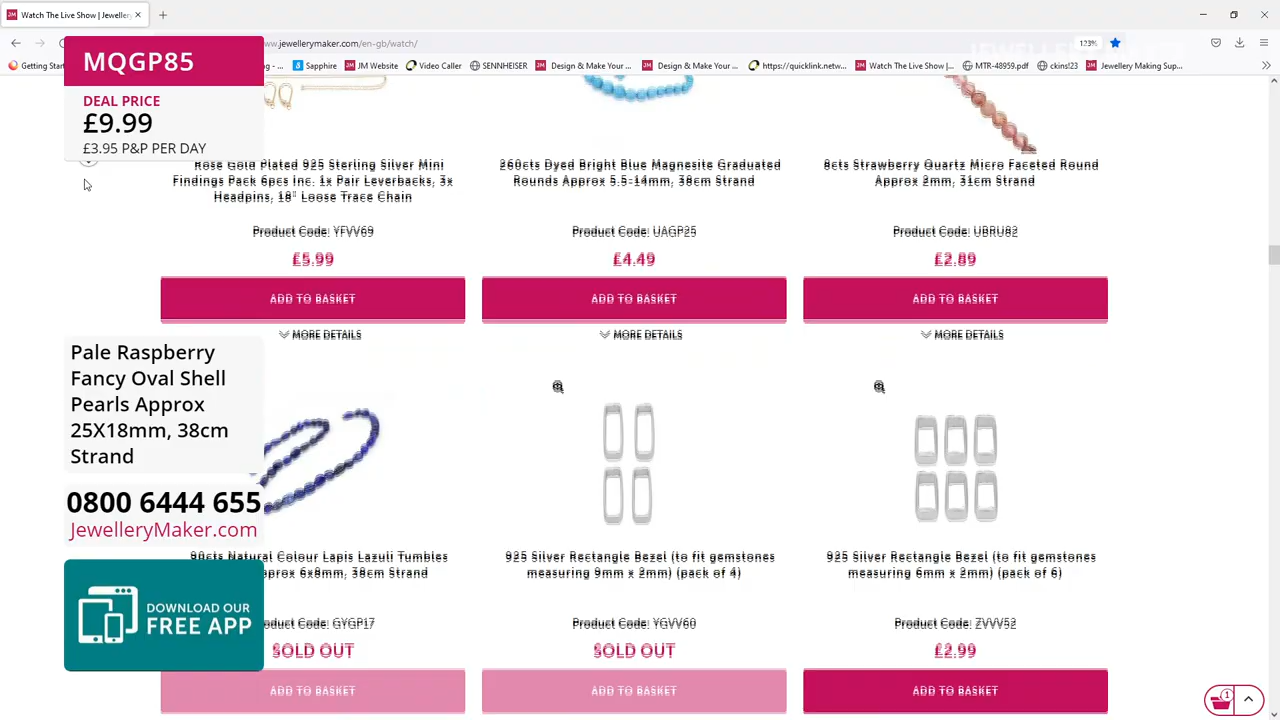 Watch The Live Show | Jeweller
ww.jewellerymaker.com/en-gb/watch/
123%
JEWELLERYMAKER
Getting Star
Sapphire
JM Website
Video Caller
SENNHEISER
Design & Make Your ...
Design & Make Your ...
https://quicklink.netw...
Watch The Live Show |...
MTR-48959.pdf
ckins!23
Jewellery Making Sup...
MQGP85
DEAL PRICE
£9.99
£3.95 P&P PER DAY
Rose Gold Plated 925 Sterling Silver Mini
Findings Pack 6pcs Inc. 1x Pair Leverbacks, 3x
Headpins, 18" Loose Trace Chain
Product Code: YFVV69
£5.99
ADD TO BASKET
MORE DETAILS
260cts Dyed Bright Blue Magnesite Graduated
Rounds Approx 5.5-14mm, 38cm Strand
Product Code: UAGP25
£4.49
ADD TO BASKET
MORE DETAILS
8cts Strawberry Quartz Micro Faceted Round
Approx 2mm, 31cm Strand
Product Code: UBRU82
£2.89
ADD TO BASKET
MORE DETAILS
Pale Raspberry
Fancy Oval Shell
Pearls Approx
25X18mm, 38cm
Strand
0800 6444 655
JewelleryMaker.com
DOWNLOAD OUR
FREE APP
90cts Natural Colour Lapis Lazuli Tumbles
pprox 6x8mm, 38cm Strand
oduct Code: GYGP17
SOLD OUT
ADD TO BASKET
925 Silver Rectangle Bezel (to fit gemstones
measuring 9mm x 2mm) (pack of 4)
Product Code: YGVV60
SOLD OUT
ADD TO BASKET
925 Silver Rectangle Bezel (to fit gemstones
measuring 6mm x 2mm) (pack of 6)
Product Code: ZVVV52
£2.99
ADD TO BASKET
1